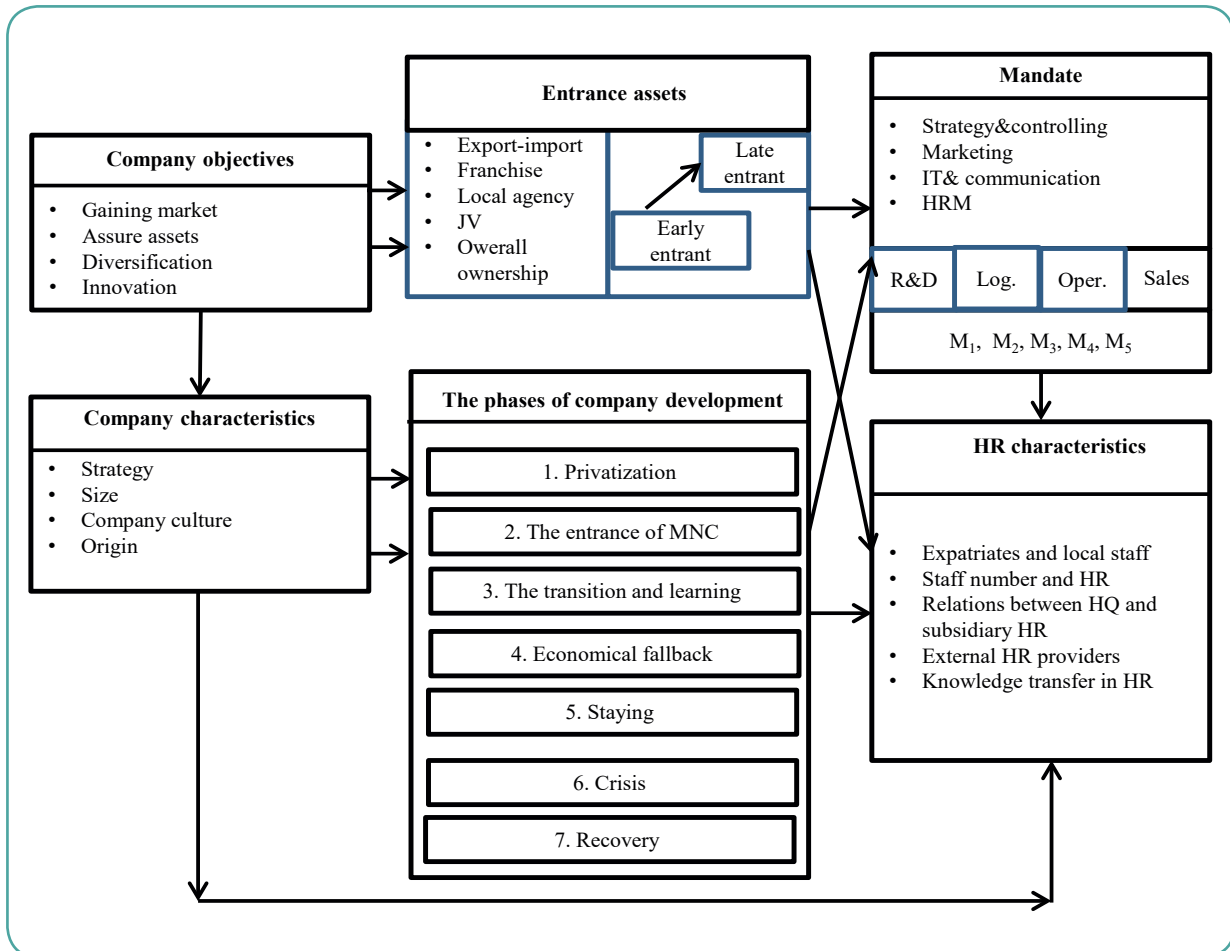 Company objectives
• Gaining market
• Assure assets
• Diversification
• Innovation
Company characteristics
• Strategy
• Size
• Company culture
• Origin
Entrance assets
• Export-import
• Franchise
• Local agency
• JV
• Owerall
ownership
Late
entrant
Early
entrant
The phases of company development
1. Privatization
2. The entrance of MNC
3. The transition and learning
4. Economical fallback
5. Staying
6. Crisis
7. Recovery
Mandate
• Strategy&controlling
• Marketing
• IT& communication
• HRM
R&D Log. Oper. Sales
M₁, M₂, M₃, M₄, M₅
HR characteristics
• Expatriates and local staff
• Staff number and HR
• Relations between HQ and
subsidiary HR
• External HR providers
• Knowledge transfer in HR